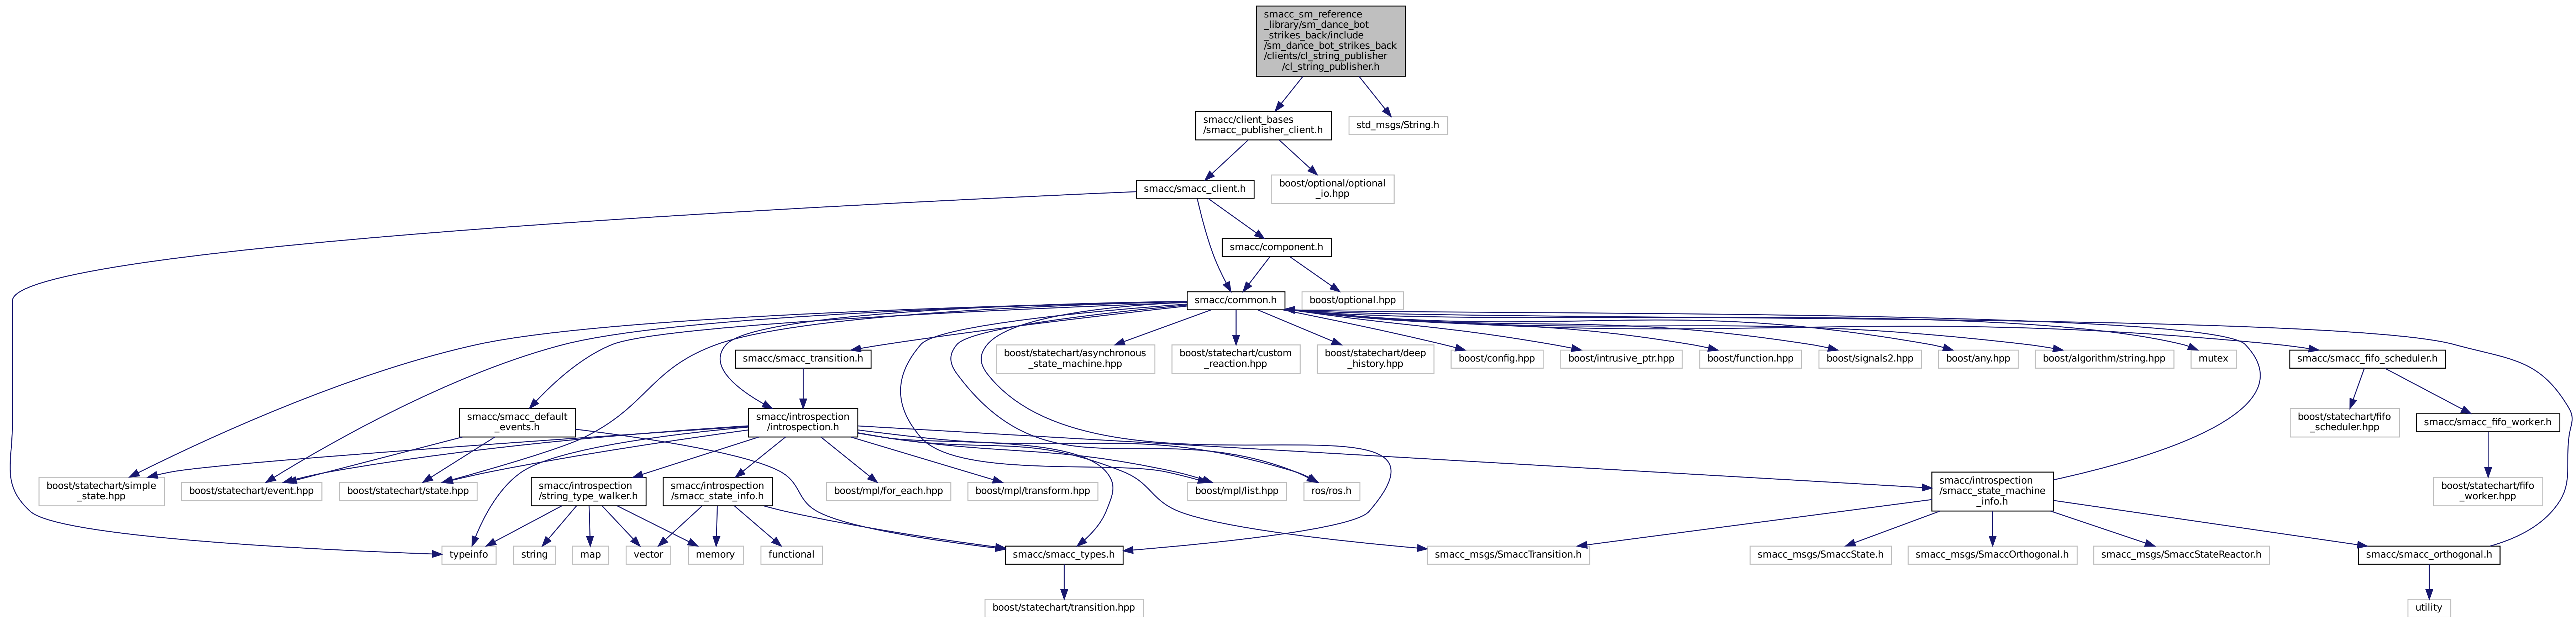 smacc_sm_reference
_library/sm_dance_bot
_strikes_back/include
/sm_dance_bot_strikes_back
/clients/cl_string_publisher
/cl_string_publisher.h
smacc/client_bases
/smacc_publisher_client.h
std_msgs/String.h
smacc/smacc_client.h
boost/optional/optional
_io.hpp
smacc/component.h
smacc/common.h
boost/optional.hpp
smacc/smacc_transition.h
boost/statechart/asynchronous
_state_machine.hpp
boost/statechart/custom
_reaction.hpp
boost/statechart/deep
_history.hpp
boost/config.hpp
boost/intrusive_ptr.hpp
boost/function.hpp
boost/signals2.hpp
boost/any.hpp
boost/algorithm/string.hpp
mutex
smacc/smacc_fifo_scheduler.h
smacc/smacc_default
_events.h
smacc/introspection
/introspection.h
boost/statechart/fifo
_scheduler.hpp
smacc/smacc_fifo_worker.h
boost/statechart/simple
_state.hpp
boost/statechart/event.hpp
boost/statechart/state.hpp
smacc/introspection
/string_type_walker.h
smacc/introspection
/smacc_state_info.h
boost/mpl/for_each.hpp
boost/mpl/transform.hpp
boost/mpl/list.hpp
ros/ros.h
smacc/introspection
/smacc_state_machine
_info.h
boost/statechart/fifo
_worker.hpp
typeinfo
string
map
vector
memory
functional
smacc/smacc_types.h
smacc_msgs/SmaccTransition.h
smacc_msgs/SmaccState.h
smacc_msgs/SmaccOrthogonal.h
smacc_msgs/SmaccStateReactor.h
smacc/smacc_orthogonal.h
boost/statechart/transition.hpp
utility